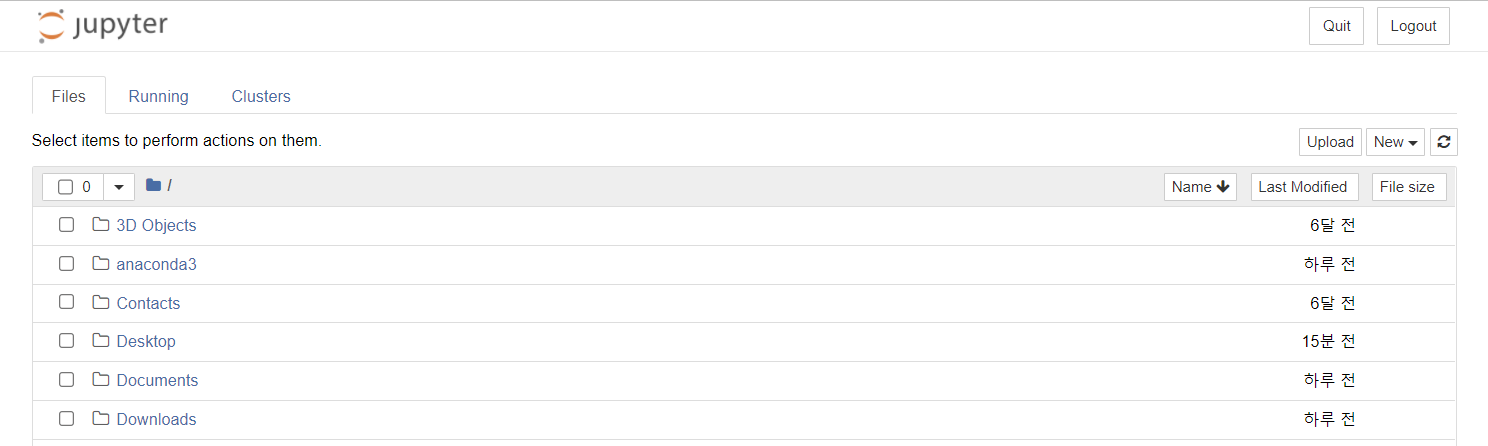 jupyter
Quit
Logout
Files
Running
Clusters
Select items to perform actions on them.
Upload
New
0
/
Name
Last Modified
File size
3D Objects
6달 전
anaconda3
하루 전
Contacts
6달 전
Desktop
15분 전
Documents
하루 전
Downloads
하루 전